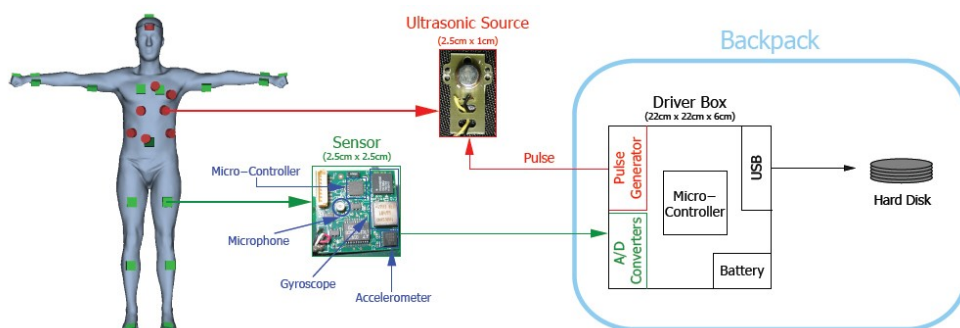 Ultrasonic Source
(2.5cm x 1cm)
Backpack
Driver Box
(22cm x 22cm x 6cm)
Sensor
(2.5cm x 2.5cm)
Micro-Controller
Microphone
Gyroscope
Accelerometer
Pulse
Pulse
Generator
A/D
Converters
Micro-
Controller
USB
Battery
Hard Disk